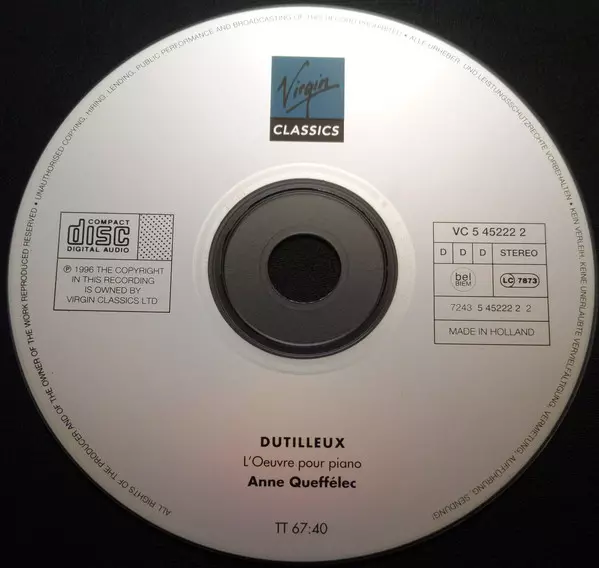 Virgin
CLASSICS
COMPACT
disc
DIGITAL AUDIO
℗ 1996 THE COPYRIGHT
IN THIS RECORDING
IS OWNED BY
VIRGIN CLASSICS LTD
VC 5 45222 2
D D D STEREO
bel
BIEM
LC 7873
7243 5 45222 2 2
MADE IN HOLLAND
DUTILLEUX
L'Oeuvre pour piano
Anne Queffélec
TT 67:40
ALL RIGHTS OF THE PRODUCER AND OF THE OWNER OF THE WORK REPRODUCED RESERVED • UNAUTHORISED COPYING, HIRING, LENDING, PUBLIC PERFORMANCE AND BROADCASTING OF THIS RECORD PROHIBITED • ALLE URHEBER- UND LEISTUNGSSCHUTZRECHTE VORBEHALTEN • KEIN VERLEIH, KEINE UNERLAUBTE VERVIELFÄLTIGUNG, VERMIETUNG, AUFFÜHRUNG, SENDUNG!